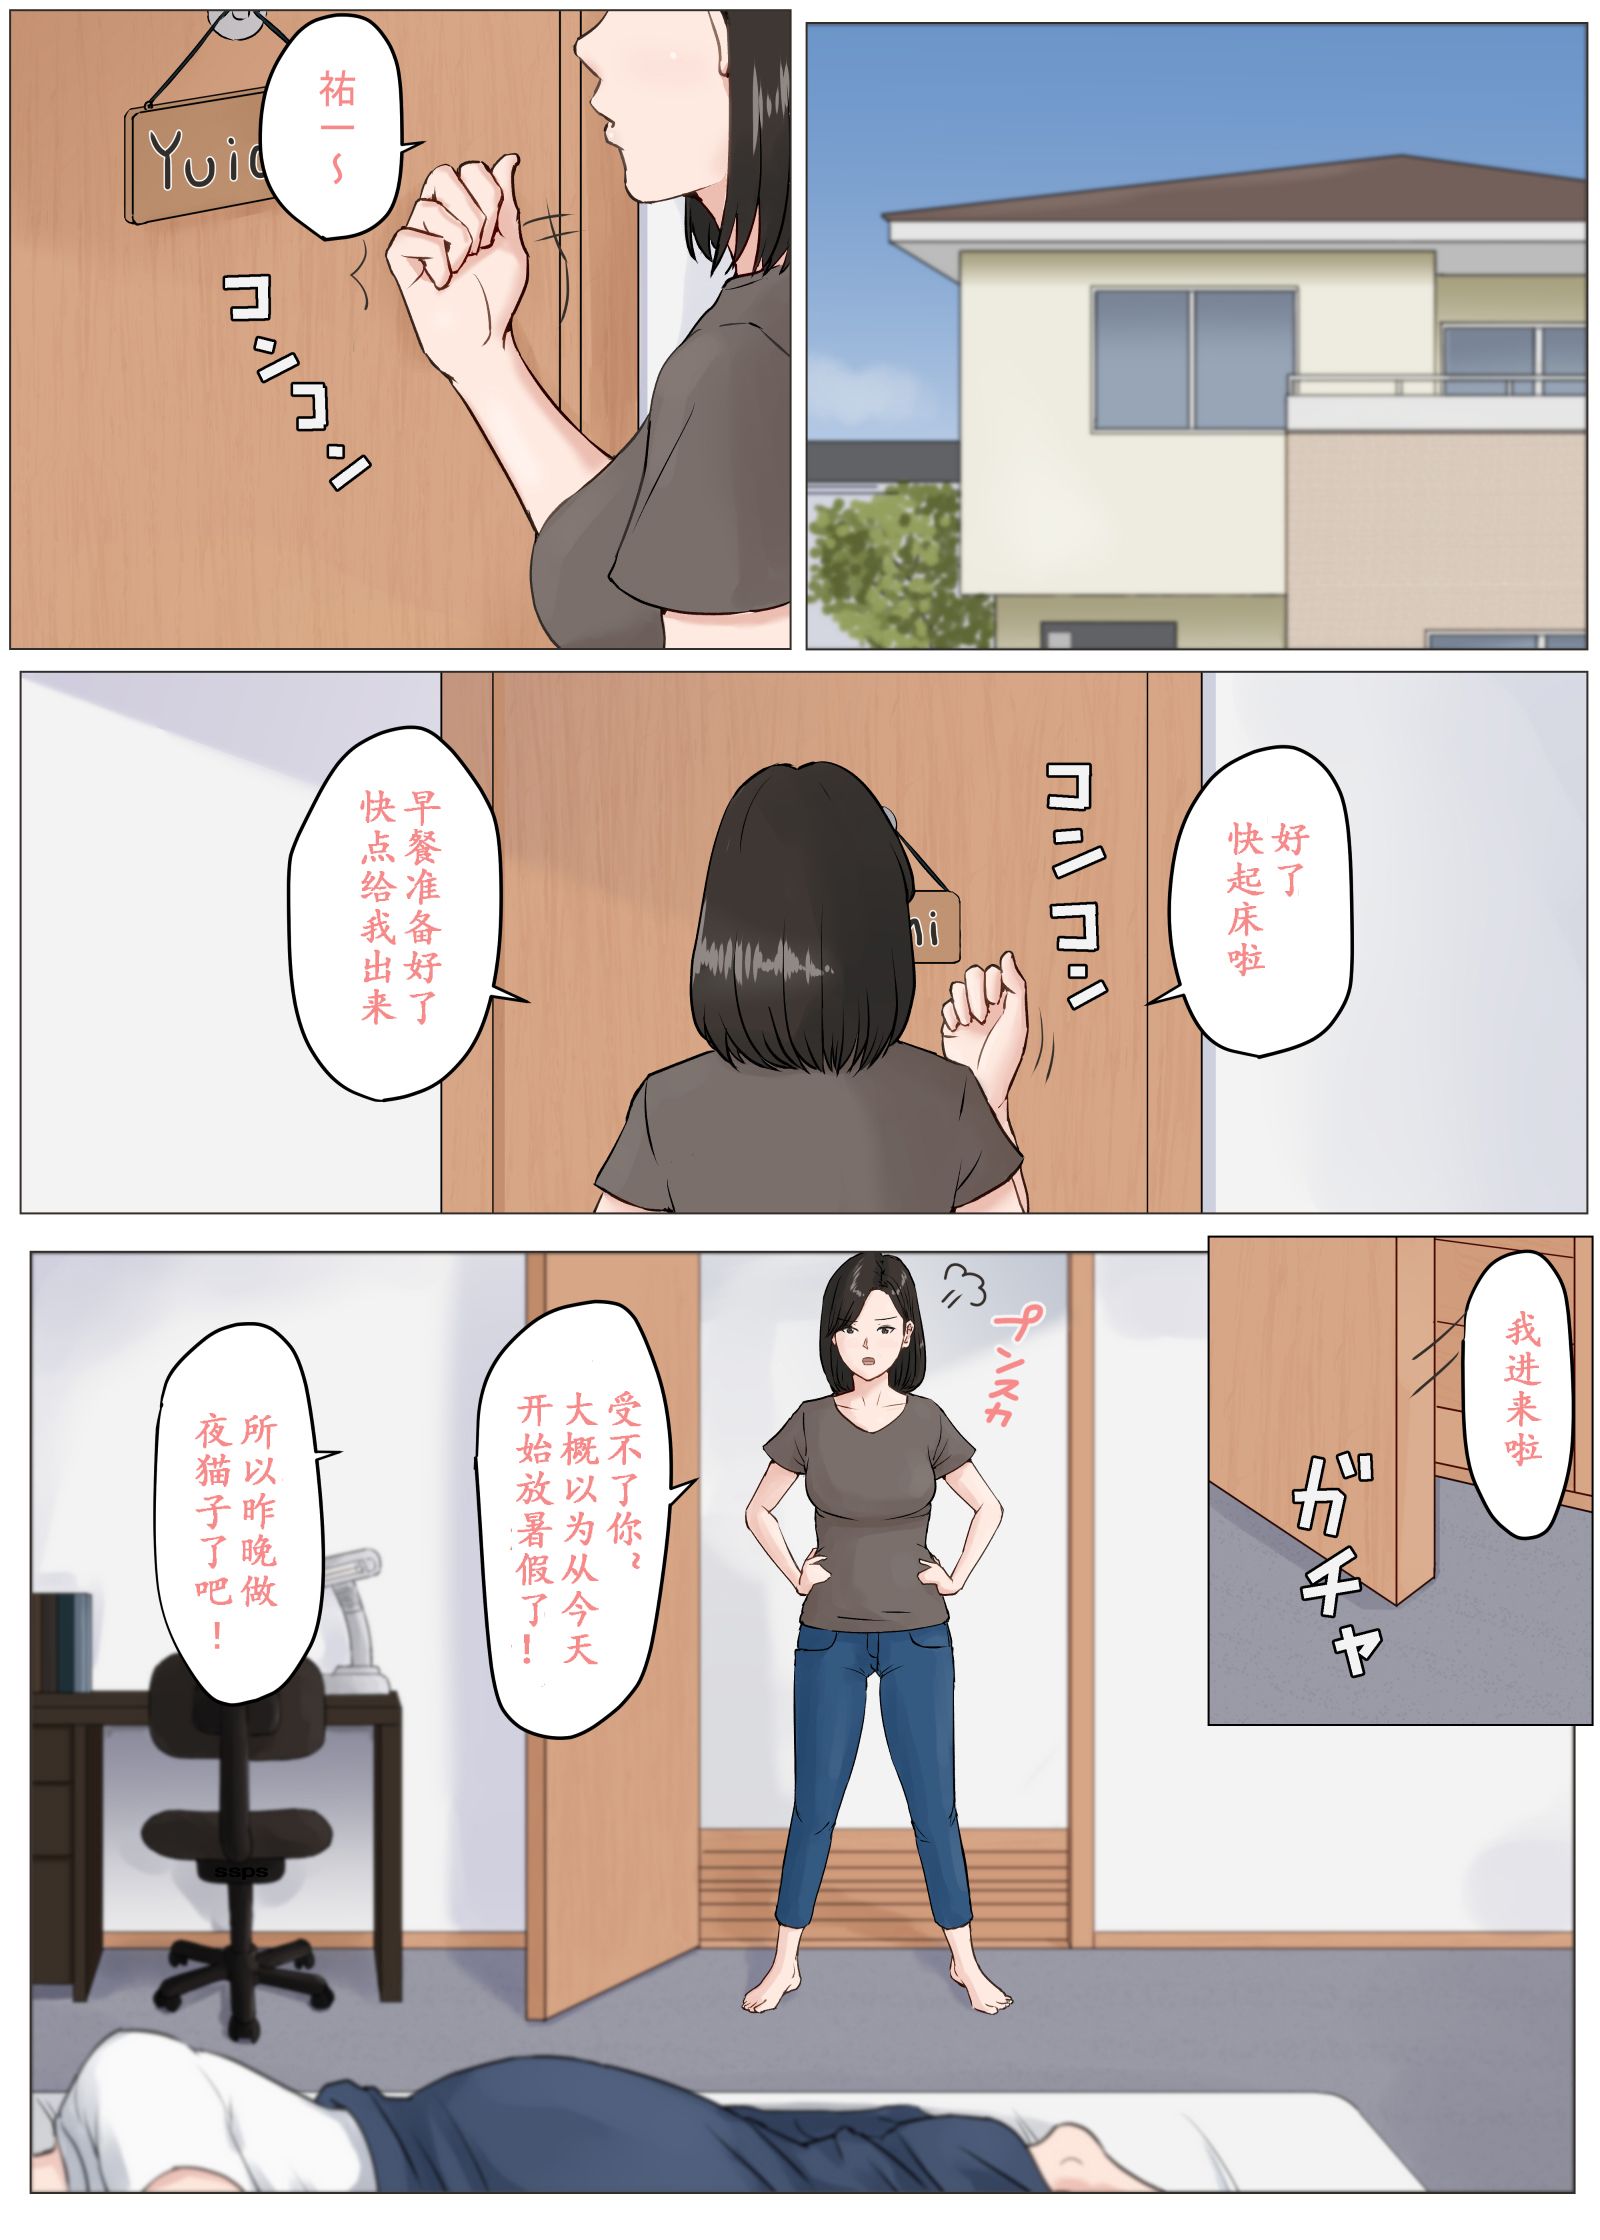 祐一～
Yuic
コンコン
好了
快起床啦
コンコン
ni
早餐准备好了
快点给我出来
我进来啦
ガチャ
プンスカ
受不了你~
大概以为从今天
开始放暑假了！
所以昨晚做
夜猫子了吧！
ssps